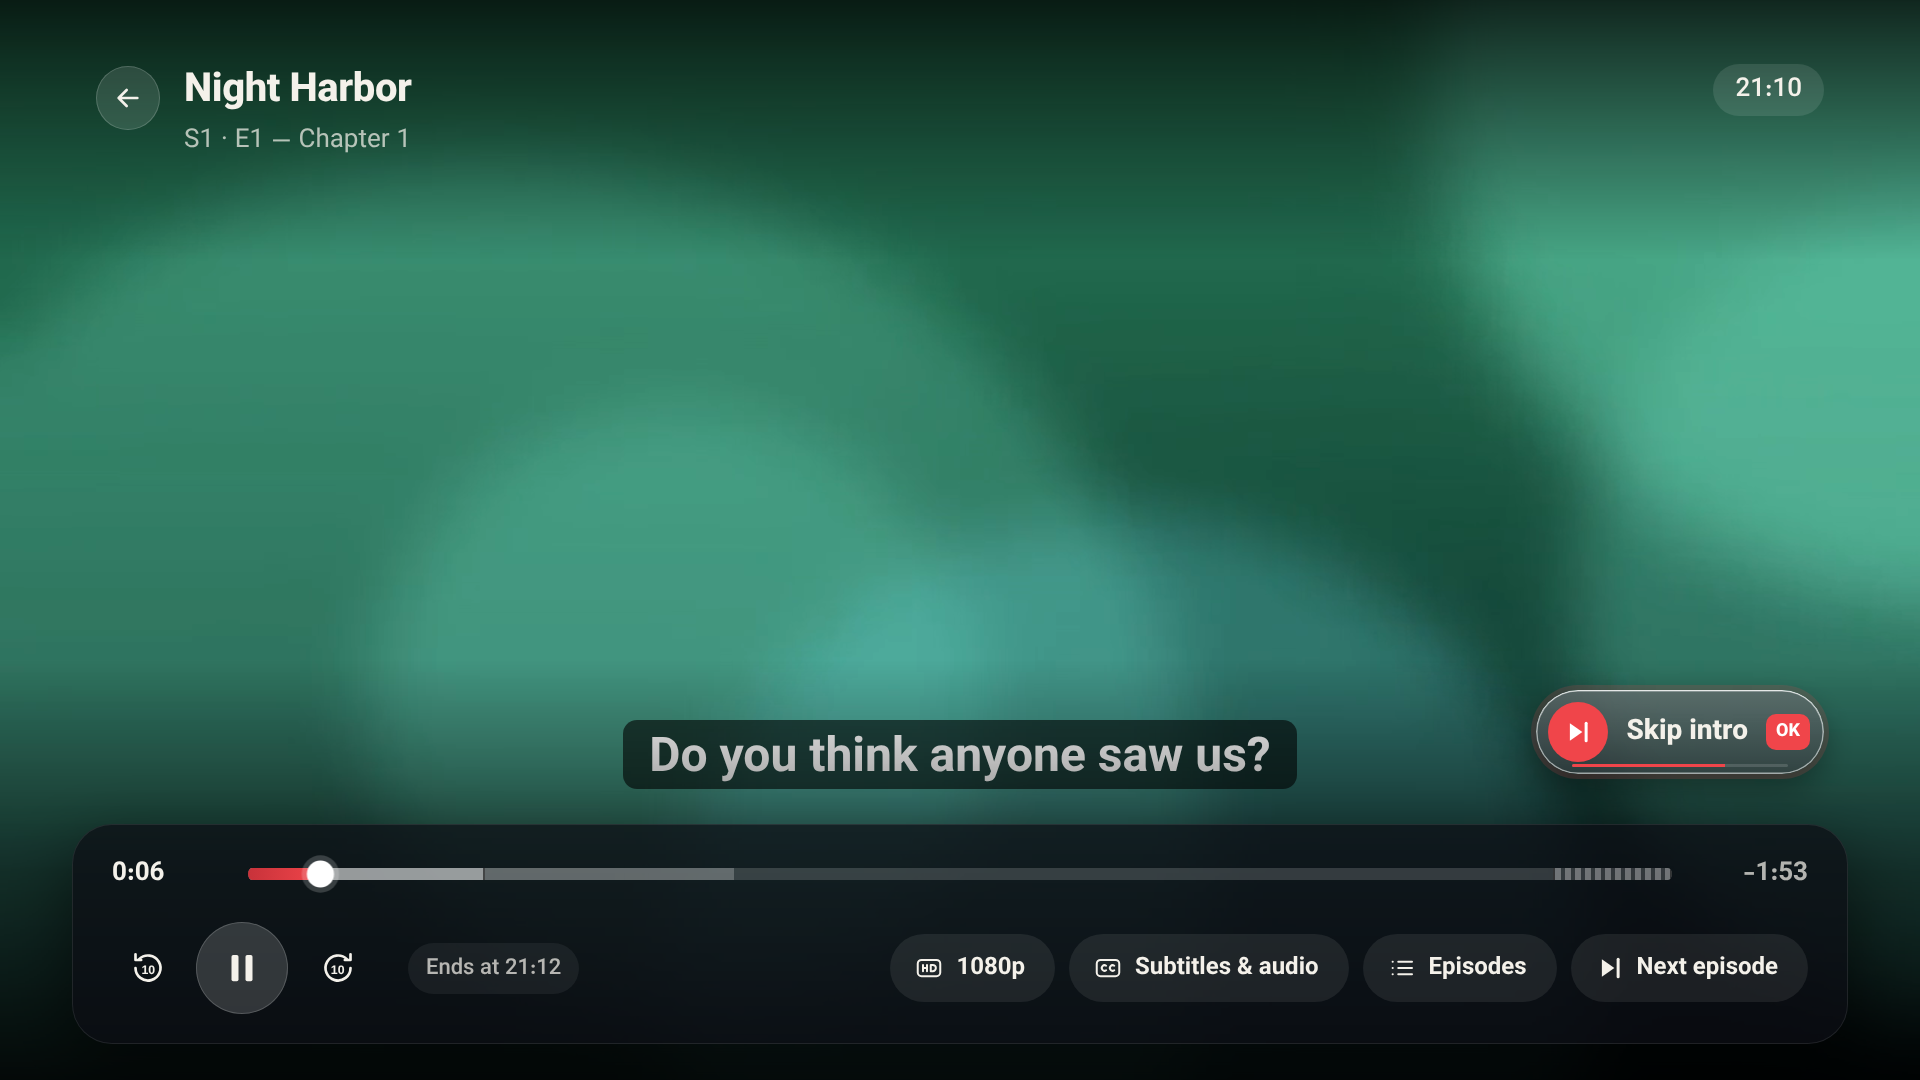 Night Harbor
S1 · E1 — Chapter 1
21:10
Do you think anyone saw us?
Skip intro
OK
0:06
-1:53
10
10
Ends at 21:12
HD
1080p
CC
Subtitles & audio
Episodes
Next episode